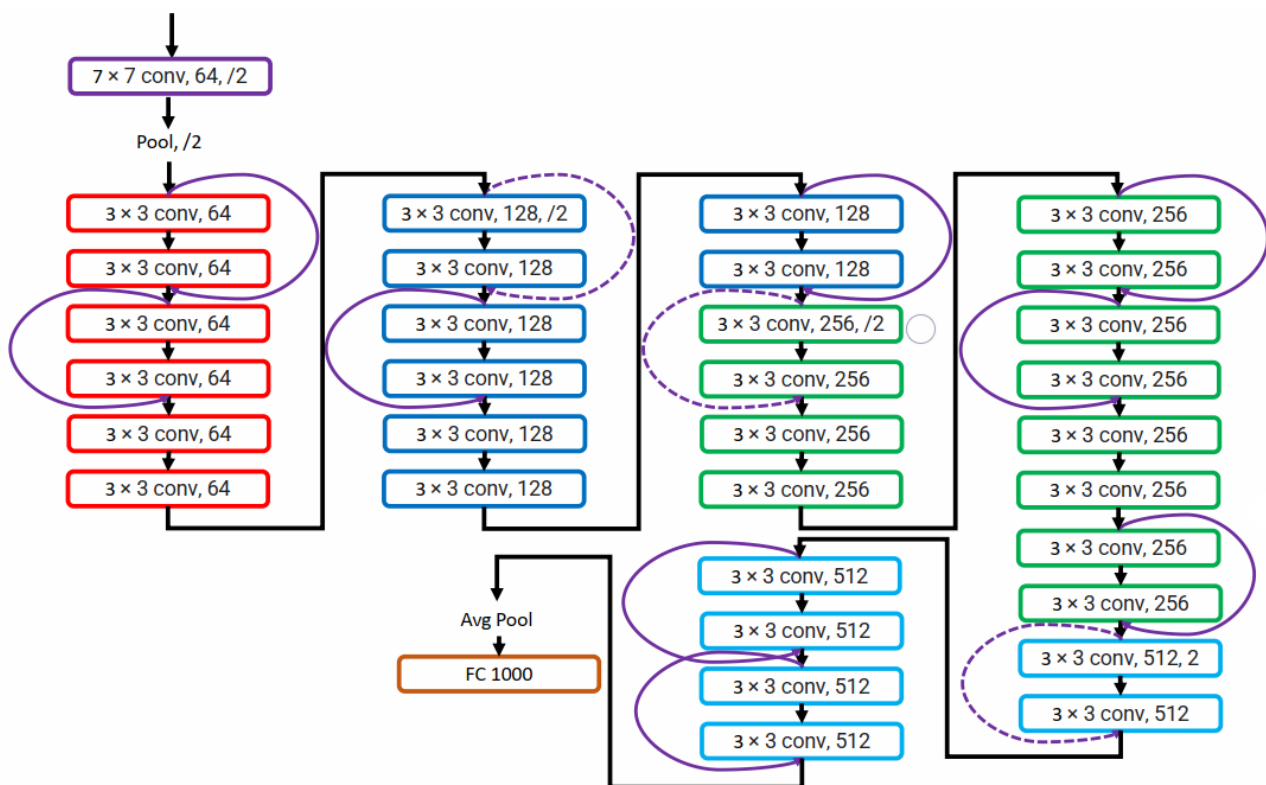 7 × 7 conv, 64, /2
Pool, /2
3 × 3 conv, 64
3 × 3 conv, 64
3 × 3 conv, 64
3 × 3 conv, 64
3 × 3 conv, 64
3 × 3 conv, 64
3 × 3 conv, 128, /2
3 × 3 conv, 128
3 × 3 conv, 128
3 × 3 conv, 128
3 × 3 conv, 128
3 × 3 conv, 128
3 × 3 conv, 128
3 × 3 conv, 128
3 × 3 conv, 256, /2
3 × 3 conv, 256
3 × 3 conv, 256
3 × 3 conv, 256
3 × 3 conv, 256
3 × 3 conv, 256
3 × 3 conv, 256
3 × 3 conv, 256
3 × 3 conv, 256
3 × 3 conv, 256
3 × 3 conv, 256
3 × 3 conv, 256
3 × 3 conv, 512, 2
3 × 3 conv, 512
3 × 3 conv, 512
3 × 3 conv, 512
3 × 3 conv, 512
3 × 3 conv, 512
Avg Pool
FC 1000